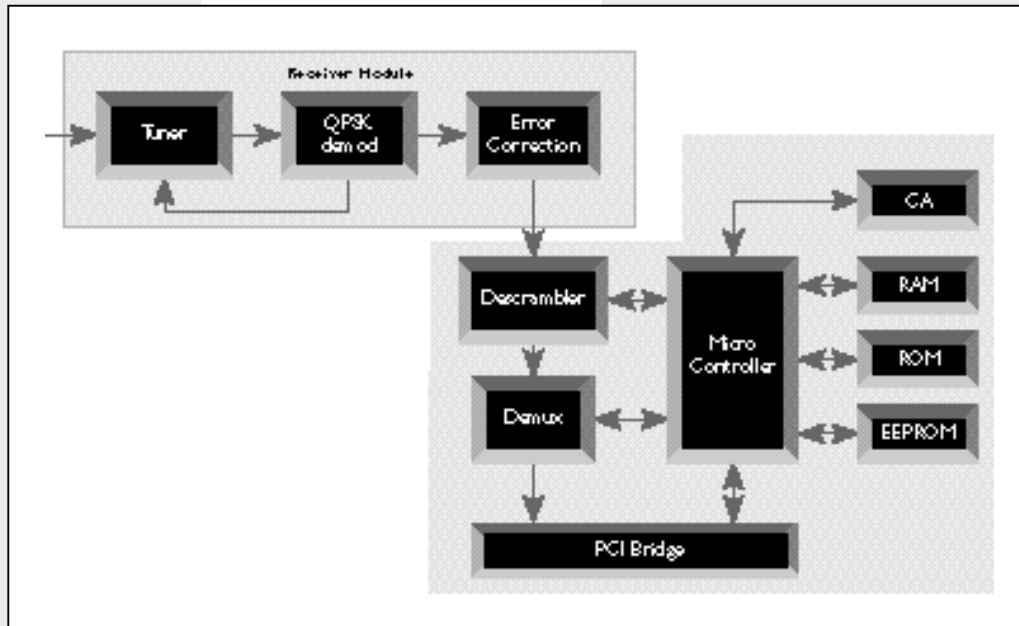 Receiver Module
Tuner
QPSK
demod
Error
Correction
CA
Descrambler
RAM
Micro
Controller
ROM
Demux
EEPROM
PCI Bridge